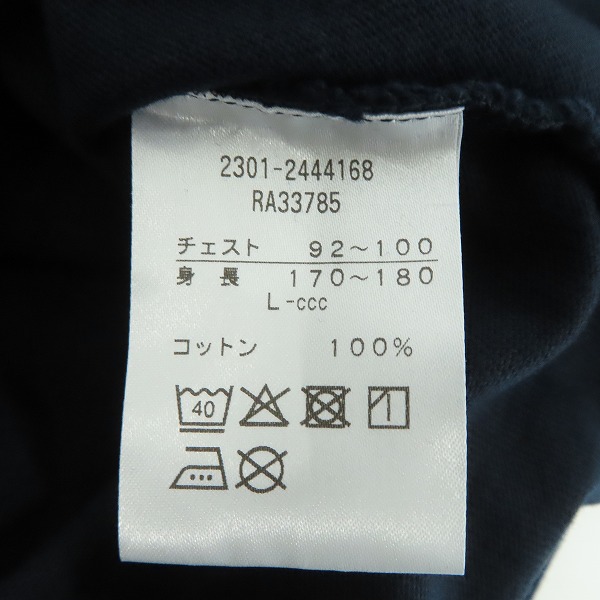 2301-2444168
RA33785
チェスト 92～100
身長 170～180
L-ccc
コットン 100%
40